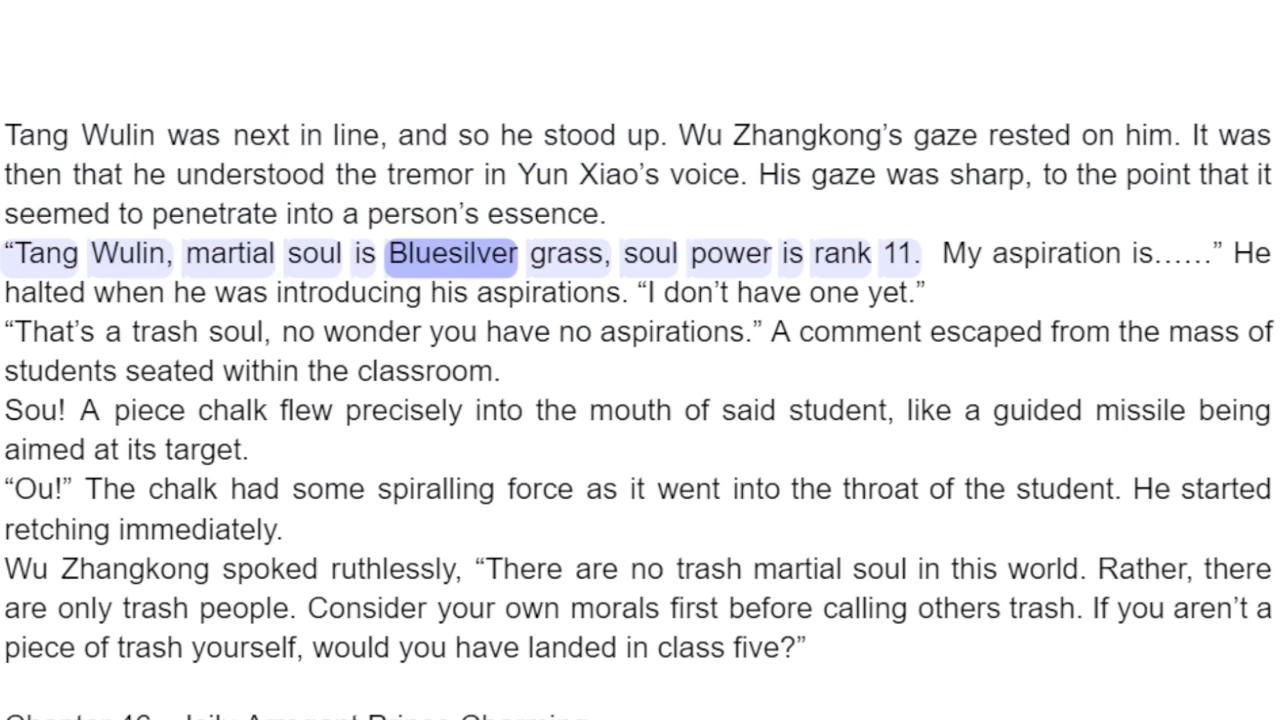 Tang Wulin was next in line, and so he stood up. Wu Zhangkong’s gaze rested on him. It was
then that he understood the tremor in Yun Xiao’s voice. His gaze was sharp, to the point that it
seemed to penetrate into a person’s essence.
“Tang Wulin, martial soul is Bluesilver grass, soul power is rank 11. My aspiration is……” He
halted when he was introducing his aspirations. “I don’t have one yet.”
“That’s a trash soul, no wonder you have no aspirations.” A comment escaped from the mass of
students seated within the classroom.
Sou! A piece chalk flew precisely into the mouth of said student, like a guided missile being
aimed at its target.
“Ou!” The chalk had some spiralling force as it went into the throat of the student. He started
retching immediately.
Wu Zhangkong spoked ruthlessly, “There are no trash martial soul in this world. Rather, there
are only trash people. Consider your own morals first before calling others trash. If you aren’t a
piece of trash yourself, would you have landed in class five?”
Arrogant Prince Charming